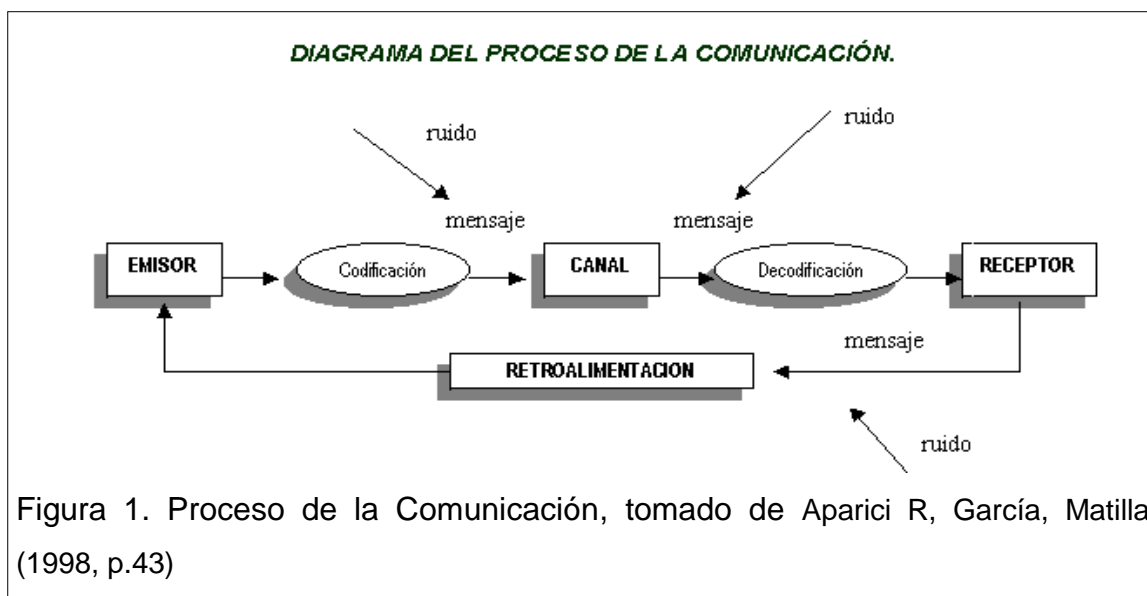 DIAGRAMA DEL PROCESO DE LA COMUNICACIÓN.
ruido
ruido
mensaje
mensaje
EMISOR
Codificación
CANAL
Decodificación
RECEPTOR
mensaje
RETROALIMENTACION
ruido
Figura 1. Proceso de la Comunicación, tomado de Aparici R, García, Matilla
(1998, p.43)